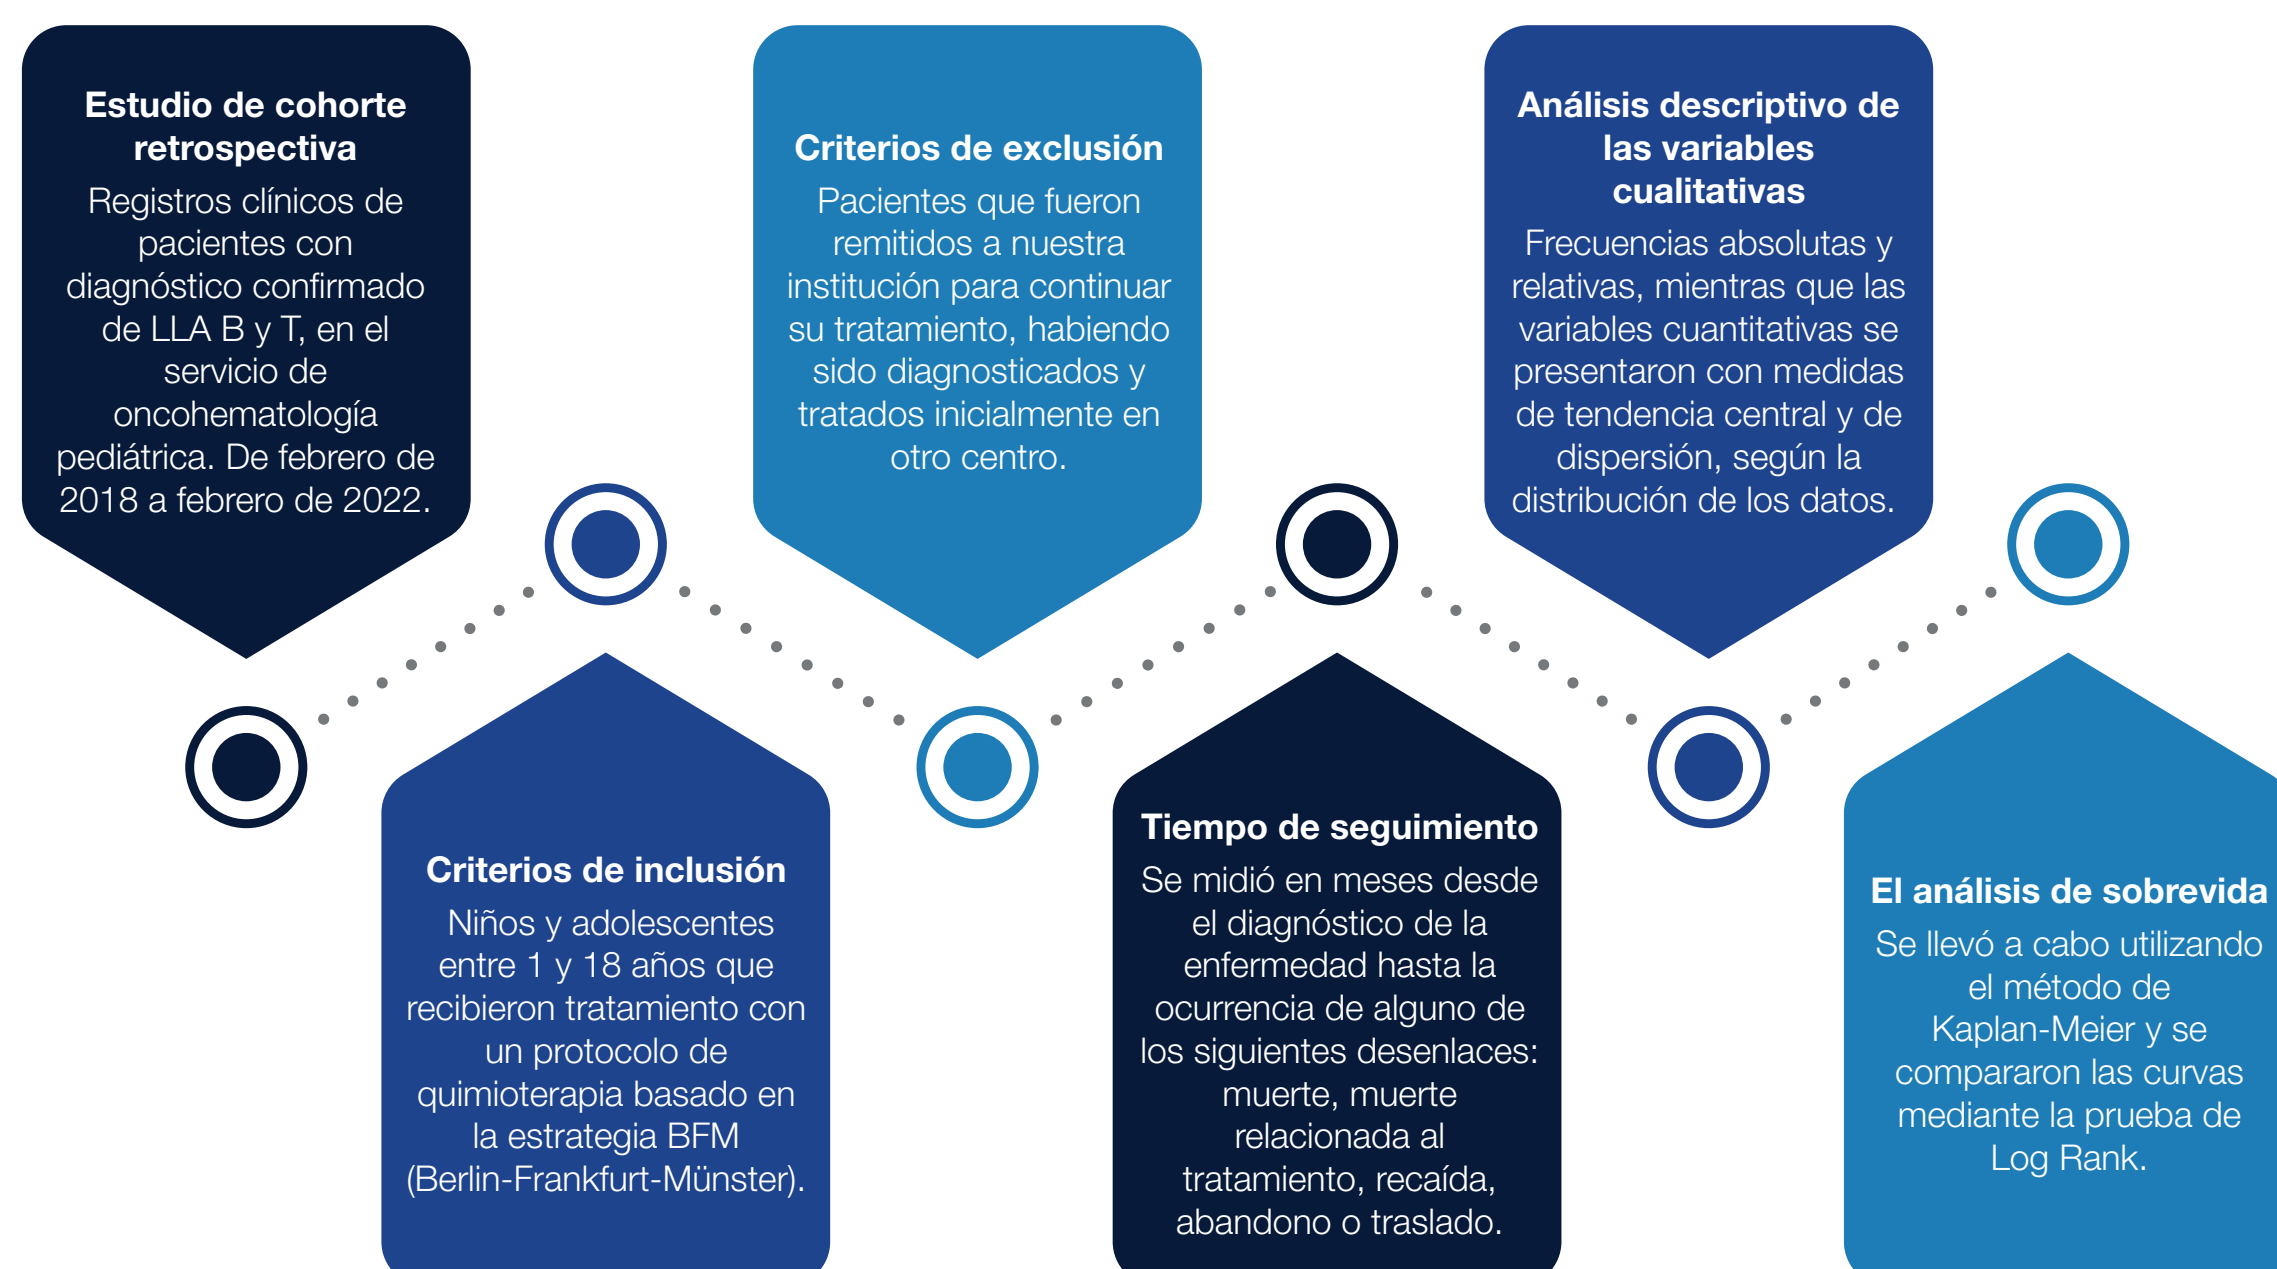 Estudio de cohorte
retrospectiva
Registros clínicos de
pacientes con
diagnóstico confirmado
de LLA B y T, en el
servicio de
oncohematología
pediátrica. De febrero de
2018 a febrero de 2022.
Criterios de inclusión
Niños y adolescentes
entre 1 y 18 años que
recibieron tratamiento con
un protocolo de
quimioterapia basado en
la estrategia BFM
(Berlin-Frankfurt-Münster).
Criterios de exclusión
Pacientes que fueron
remitidos a nuestra
institución para continuar
su tratamiento, habiendo
sido diagnosticados y
tratados inicialmente en
otro centro.
Tiempo de seguimiento
Se midió en meses desde
el diagnóstico de la
enfermedad hasta la
ocurrencia de alguno de
los siguientes desenlaces:
muerte, muerte
relacionada al
tratamiento, recaída,
abandono o traslado.
Análisis descriptivo de
las variables
cualitativas
Frecuencias absolutas y
relativas, mientras que las
variables cuantitativas se
presentaron con medidas
de tendencia central y de
dispersión, según la
distribución de los datos.
El análisis de sobrevida
Se llevó a cabo utilizando
el método de
Kaplan-Meier y se
compararon las curvas
mediante la prueba de
Log Rank.